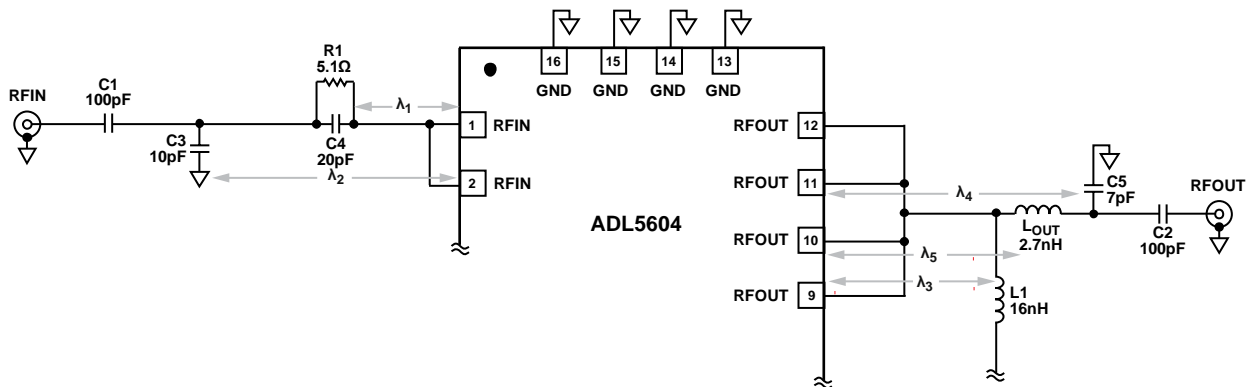 RFIN
C1
100pF
C3
10pF
R1
5.1Ω
C4
20pF
λ1
λ2
16
15
14
13
GND
GND
GND
GND
1
RFIN
2
RFIN
ADL5604
RFOUT
12
RFOUT
11
RFOUT
10
RFOUT
9
λ4
λ5
λ3
LOUT
2.7nH
L1
16nH
C5
7pF
C2
100pF
RFOUT